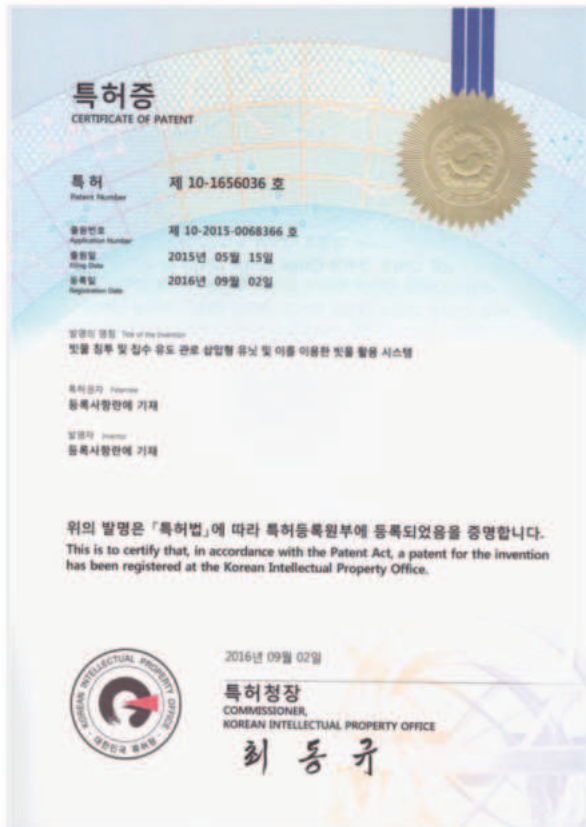 특허증
CERTIFICATE OF PATENT
특허 제 10-1656036 호
Patent Number
출원번호 제 10-2015-0068366 호
Application Number
출원일 2015년 05월 15일
Filing Date
등록일 2016년 09월 02일
Registration Date
발명의 명칭 Title of the Invention
빗물 침투 및 집수 유도 관로 삽입형 유닛 및 이를 이용한 빗물 활용 시스템
특허권자 Patentee
등록사항란에 기재
발명자 Inventor
등록사항란에 기재
위의 발명은 「특허법」에 따라 특허등록원부에 등록되었음을 증명합니다.
This is to certify that, in accordance with the Patent Act, a patent for the invention
has been registered at the Korean Intellectual Property Office.
2016년 09월 02일
특허청장
COMMISSIONER,
KOREAN INTELLECTUAL PROPERTY OFFICE
최동규
KOREAN INTELLECTUAL PROPERTY OFFICE
대한민국 특허청